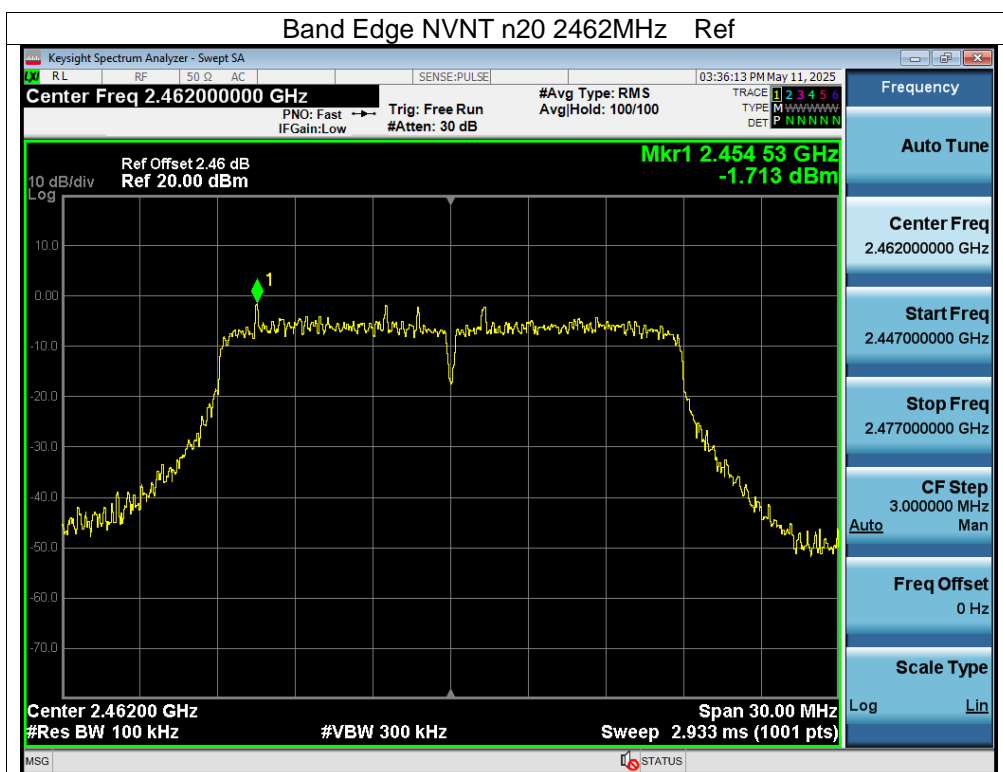 Band Edge NVNT n20 2462MHz Ref
Keysight Spectrum Analyzer - Swept SA
LXI RL RF 50 Ω AC SENSE:PULSE 03:36:13 PM May 11, 2025
Center Freq 2.462000000 GHz
PNO: Fast
IFGain:Low
Trig: Free Run
#Atten: 30 dB
#Avg Type: RMS
Avg|Hold: 100/100
TRACE 1 2 3 4 5 6
TYPE M WWWWW
DET P N N N N N
Mkr1 2.454 53 GHz
-1.713 dBm
Ref Offset 2.46 dB
10 dB/div Ref 20.00 dBm
Log
10.0
0.00
-10.0
-20.0
-30.0
-40.0
-50.0
-60.0
-70.0
1
Center 2.46200 GHz Span 30.00 MHz
#Res BW 100 kHz #VBW 300 kHz Sweep 2.933 ms (1001 pts)
MSG STATUS
Frequency
Auto Tune
Center Freq
2.462000000 GHz
Start Freq
2.447000000 GHz
Stop Freq
2.477000000 GHz
CF Step
3.000000 MHz
Auto Man
Freq Offset
0 Hz
Scale Type
Log Lin